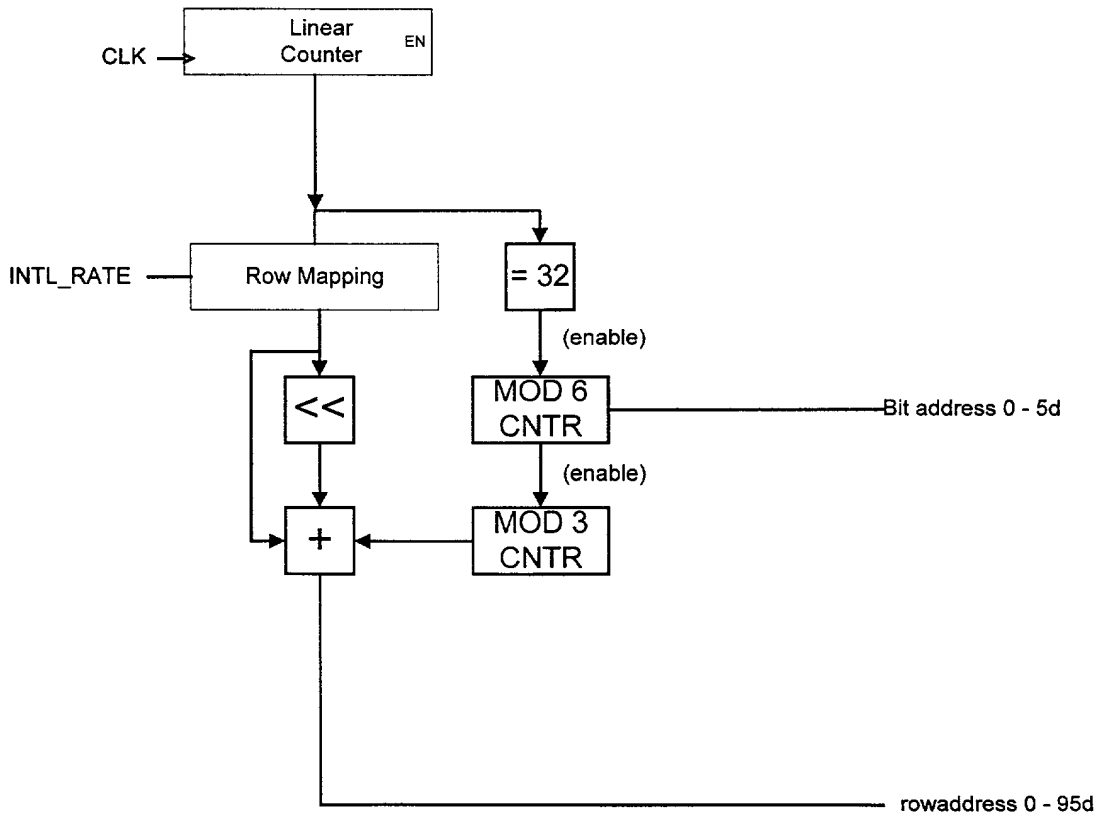 Linear
Counter
EN
CLK
INTL_RATE
Row Mapping
= 32
(enable)
<<
MOD 6
CNTR
Bit address 0 - 5d
(enable)
+
MOD 3
CNTR
rowaddress 0 - 95d